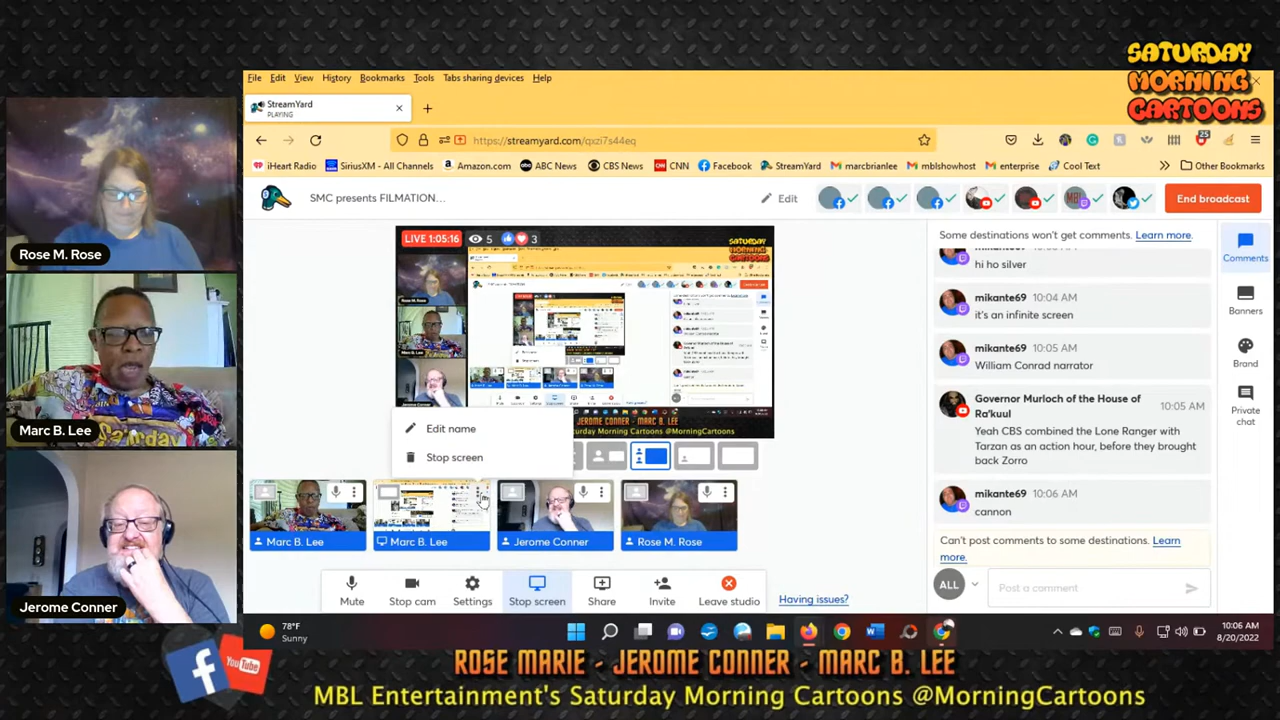 SATURDAY
MORNING
CARTOONS
File Edit View History Bookmarks Tools Tabs sharing devices Help
StreamYard
PLAYING
https://streamyard.com/qxzi7s44eq
25
iHeart Radio SiriusXM - All Channels Amazon.com ABC News CBS News CNN Facebook StreamYard marcbrianlee mblshowhost enterprise Cool Text Other Bookmarks
SMC presents FILMATION...
Edit
End broadcast
LIVE 1:05:16 5 3
Some destinations won't get comments. Learn more.
hi ho silver
mikante69 10:04 AM
it's an infinite screen
mikante69 10:05 AM
William Conrad narrator
Governor Murloch of the House of Ra'kuul 10:05 AM
Yeah CBS combined the Lone Ranger with
Tarzan as an action hour, before they brought
back Zorro
mikante69 10:06 AM
cannon
Can't post comments to some destinations. Learn
more.
ALL
Post a comment
Comments
Banners
Brand
Private
chat
Edit name
Stop screen
Marc B. Lee
Marc B. Lee
Jerome Conner
Rose M. Rose
Mute
Stop cam
Settings
Stop screen
Share
Invite
Leave studio
Having issues?
Rose M. Rose
Marc B. Lee
Jerome Conner
78°F
Sunny
10:06 AM
8/20/2022
ROSE MARIE - JEROME CONNER - MARC B. LEE
MBL Entertainment's Saturday Morning Cartoons @MorningCartoons
f
You Tube